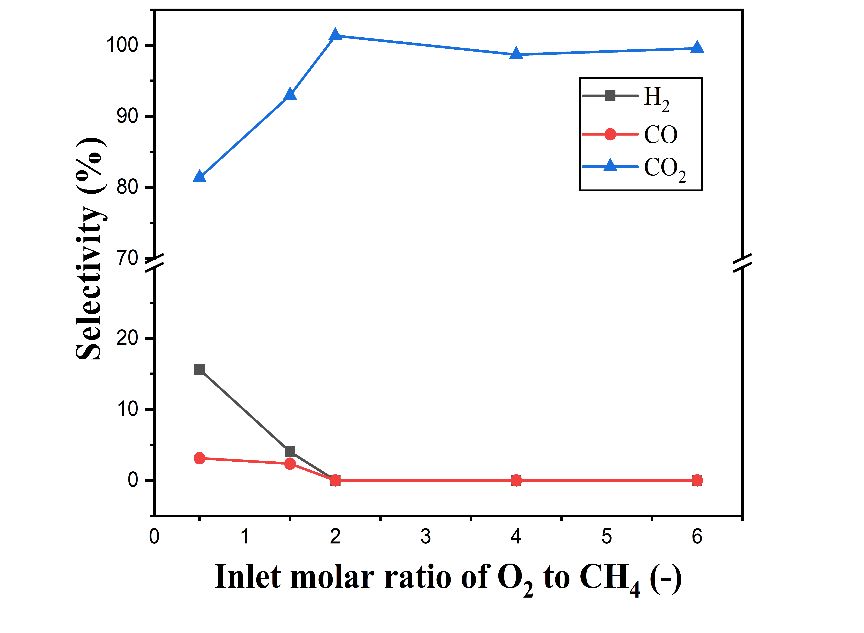 100
90
80
70
20
10
0
Selectivity (%)
H₂
CO
CO₂
0 1 2 3 4 5 6
Inlet molar ratio of O₂ to CH₄ (-)